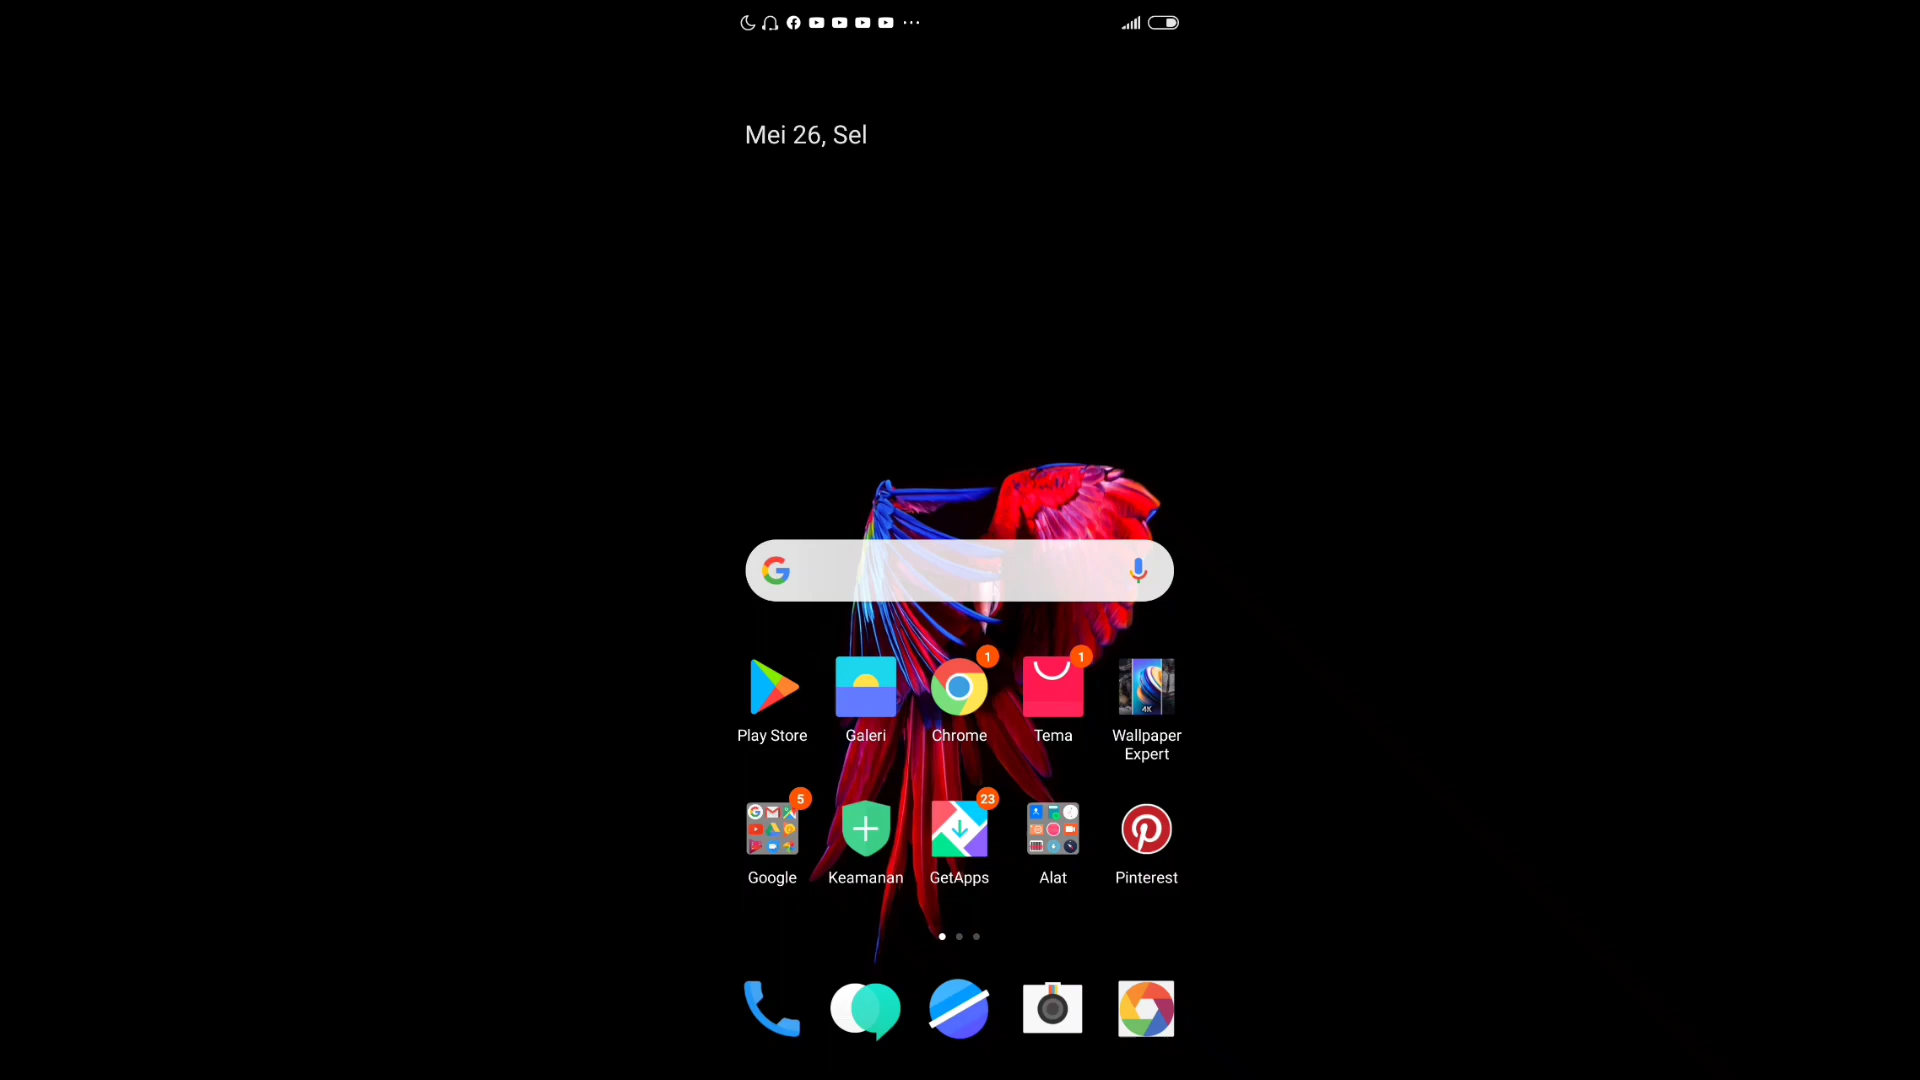 Mei 26, Sel
1
1
Play Store
Galeri
Chrome
Tema
Wallpaper
Expert
4K
5
23
Google
Keamanan
GetApps
Alat
Pinterest